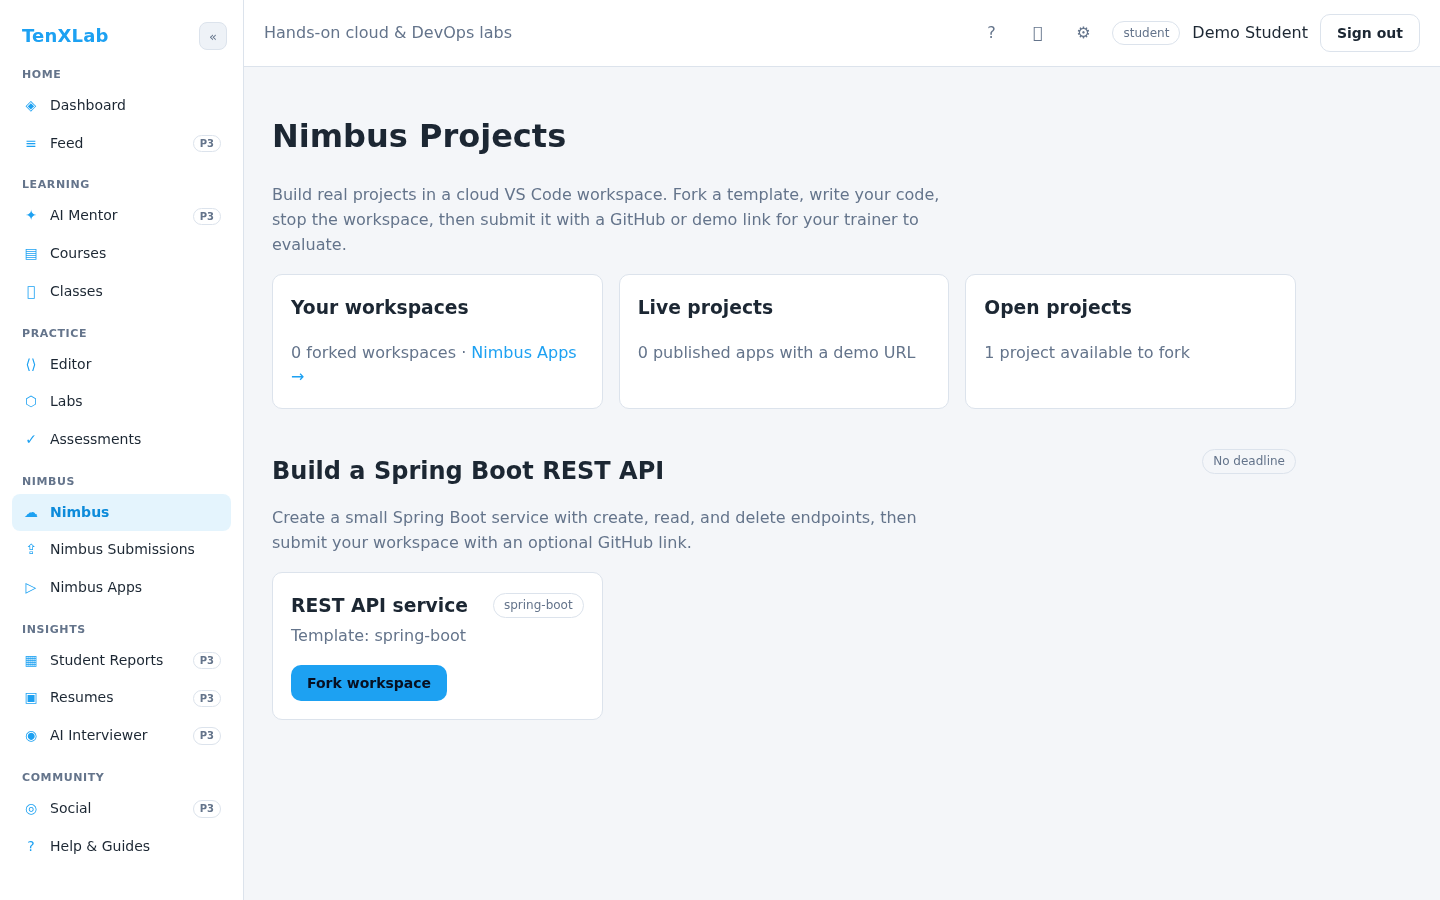 TenXLab
«
HOME
Dashboard
Feed P3
LEARNING
AI Mentor P3
Courses
Classes
PRACTICE
Editor
Labs
Assessments
NIMBUS
Nimbus
Nimbus Submissions
Nimbus Apps
INSIGHTS
Student Reports P3
Resumes P3
AI Interviewer P3
COMMUNITY
Social P3
? Help & Guides
Hands-on cloud & DevOps labs
?
student
Demo Student
Sign out
Nimbus Projects
Build real projects in a cloud VS Code workspace. Fork a template, write your code,
stop the workspace, then submit it with a GitHub or demo link for your trainer to
evaluate.
Your workspaces
0 forked workspaces · Nimbus Apps
→
Live projects
0 published apps with a demo URL
Open projects
1 project available to fork
Build a Spring Boot REST API
No deadline
Create a small Spring Boot service with create, read, and delete endpoints, then
submit your workspace with an optional GitHub link.
REST API service
spring-boot
Template: spring-boot
Fork workspace